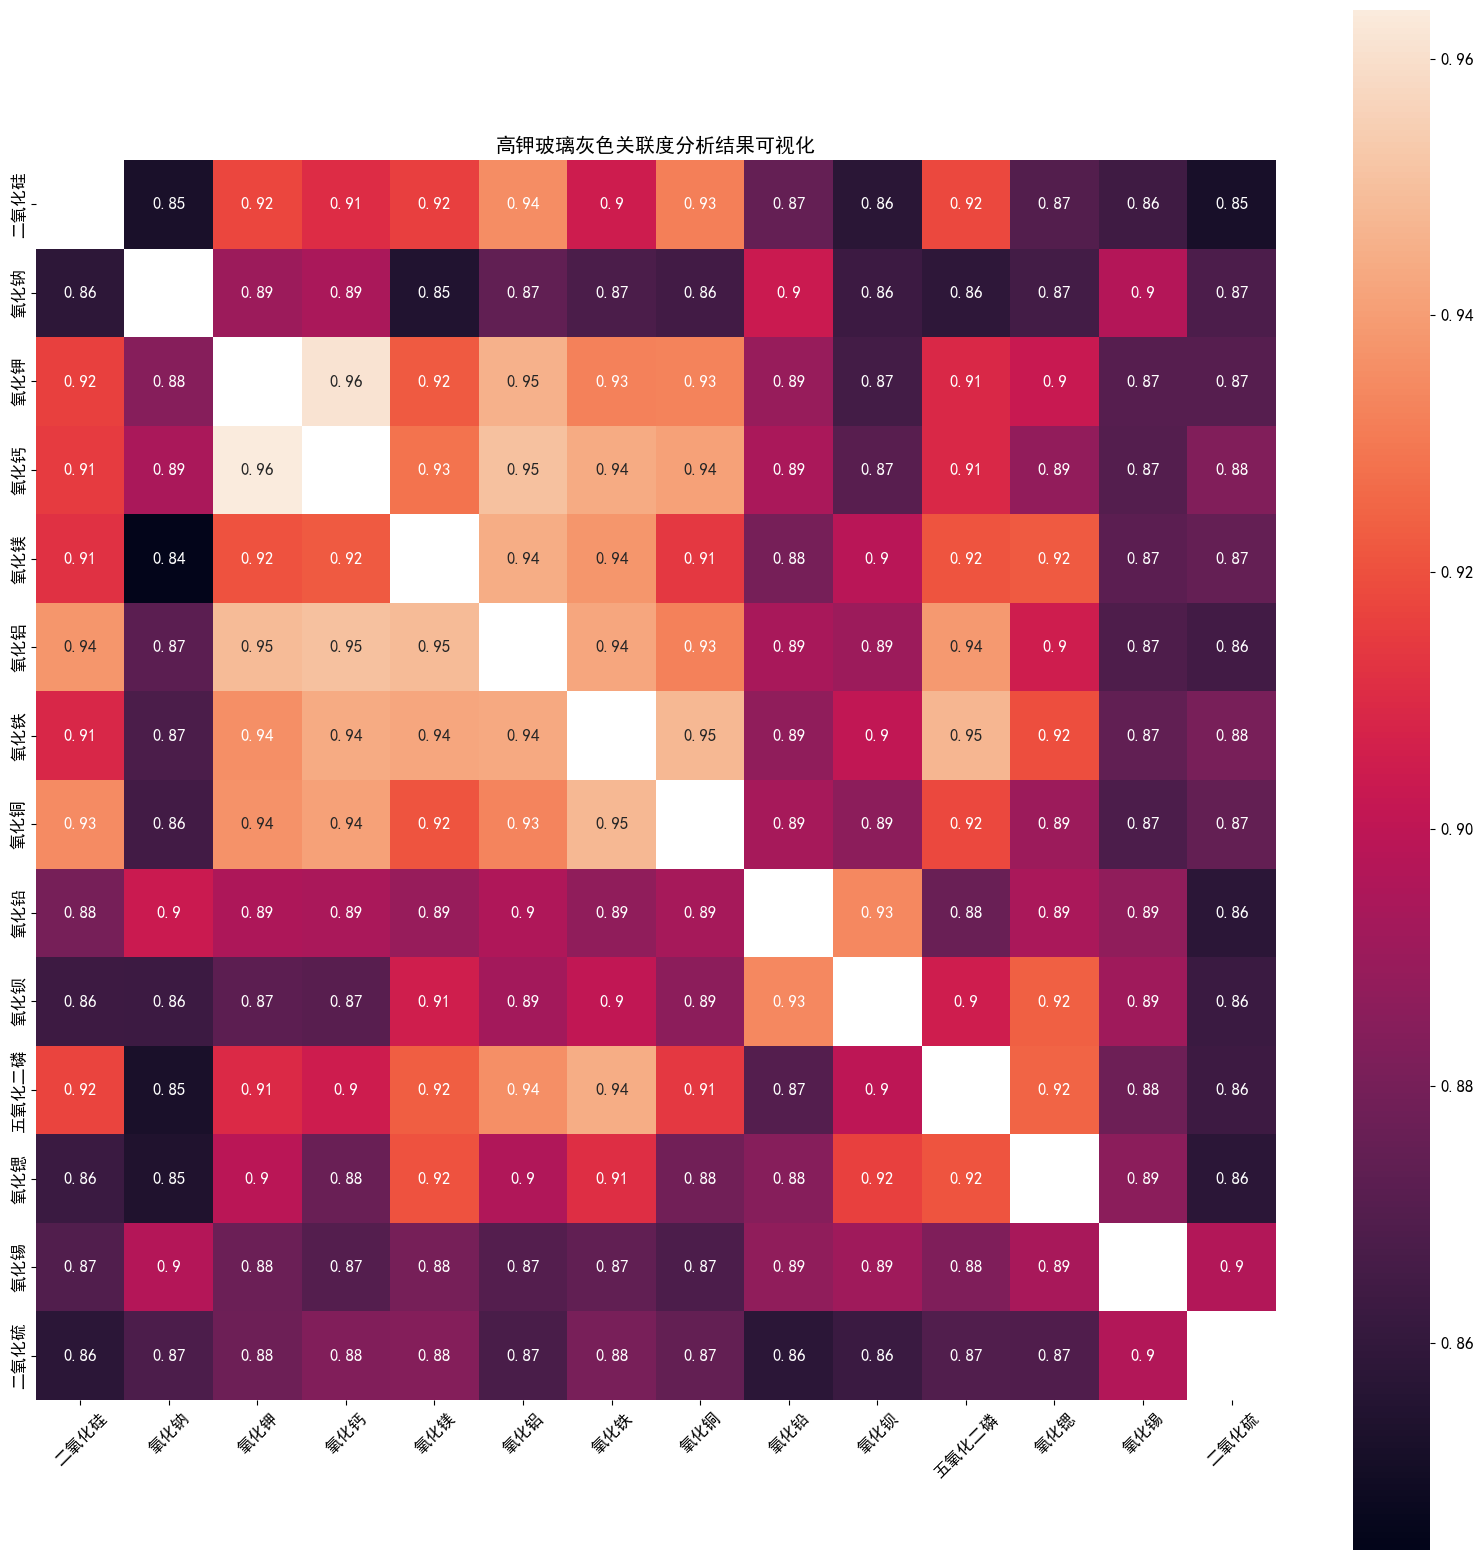 高钾玻璃灰色关联度分析结果可视化
二氧化硅 0.85 0.92 0.91 0.92 0.94 0.9 0.93 0.87 0.86 0.92 0.87 0.86 0.85
氧化钠 0.86 0.89 0.89 0.85 0.87 0.87 0.86 0.9 0.86 0.86 0.87 0.9 0.87
氧化钾 0.92 0.88 0.96 0.92 0.95 0.93 0.93 0.89 0.87 0.91 0.9 0.87 0.87
氧化钙 0.91 0.89 0.96 0.93 0.95 0.94 0.94 0.89 0.87 0.91 0.89 0.87 0.88
氧化镁 0.91 0.84 0.92 0.92 0.94 0.94 0.91 0.88 0.9 0.92 0.92 0.87 0.87
氧化铝 0.94 0.87 0.95 0.95 0.95 0.94 0.93 0.89 0.89 0.94 0.9 0.87 0.86
氧化铁 0.91 0.87 0.94 0.94 0.94 0.94 0.95 0.89 0.9 0.95 0.92 0.87 0.88
氧化铜 0.93 0.86 0.94 0.94 0.92 0.93 0.95 0.89 0.89 0.92 0.89 0.87 0.87
氧化铅 0.88 0.9 0.89 0.89 0.89 0.9 0.89 0.89 0.93 0.88 0.89 0.89 0.86
氧化钡 0.86 0.86 0.87 0.87 0.91 0.89 0.9 0.89 0.93 0.9 0.92 0.89 0.86
五氧化二磷 0.92 0.85 0.91 0.9 0.92 0.94 0.94 0.91 0.87 0.9 0.92 0.88 0.86
氧化锶 0.86 0.85 0.9 0.88 0.92 0.9 0.91 0.88 0.88 0.92 0.92 0.89 0.86
氧化锡 0.87 0.9 0.88 0.87 0.88 0.87 0.87 0.87 0.89 0.89 0.88 0.89 0.9
二氧化硫 0.86 0.87 0.88 0.88 0.88 0.87 0.88 0.87 0.86 0.86 0.87 0.87 0.9
二氧化硅 氧化钠 氧化钾 氧化钙 氧化镁 氧化铝 氧化铁 氧化铜 氧化铅 氧化钡 五氧化二磷 氧化锶 氧化锡 二氧化硫
0.96
0.94
0.92
0.90
0.88
0.86